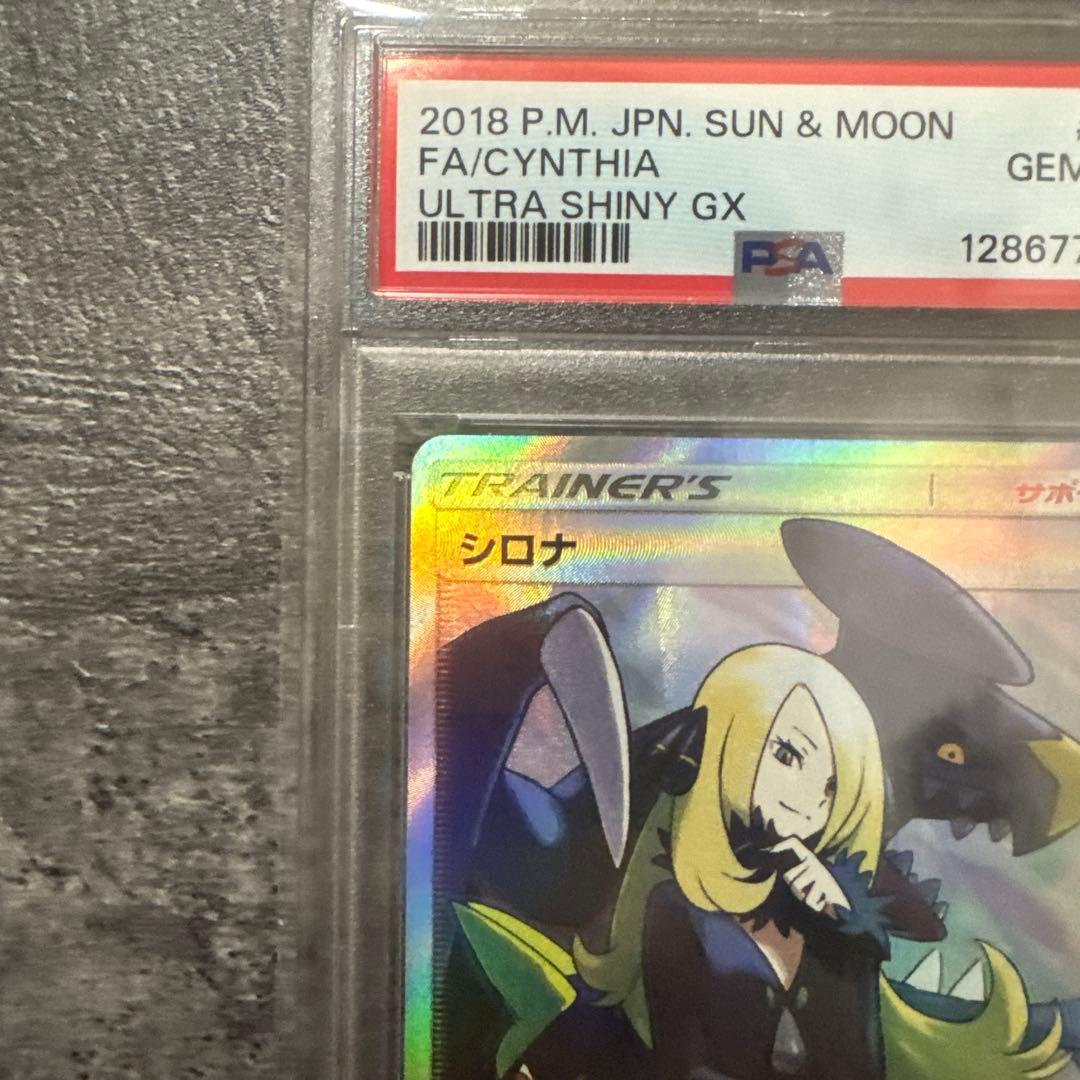 2018 P.M. JPN. SUN & MOON
FA/CYNTHIA
GEM
ULTRA SHINY GX
PSA
128677
TRAINER'S
サポ
シロナ